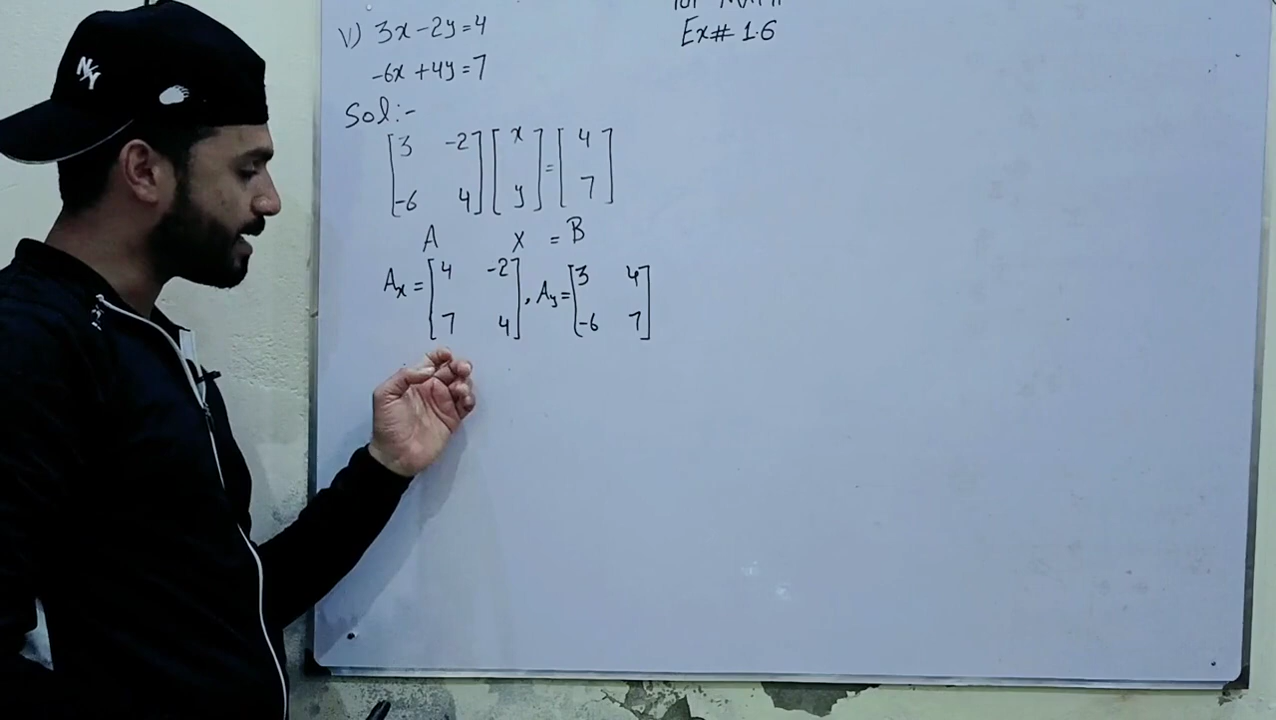 V) 3x-2y=4
Ex# 1.6
-6x+4y=7
Sol:-
[3 -2] [x] = [4]
[-6 4] [y] [7]
A X = B
Ax = [4 -2], Ay = [3 4]
[7 4] [-6 7]
NY